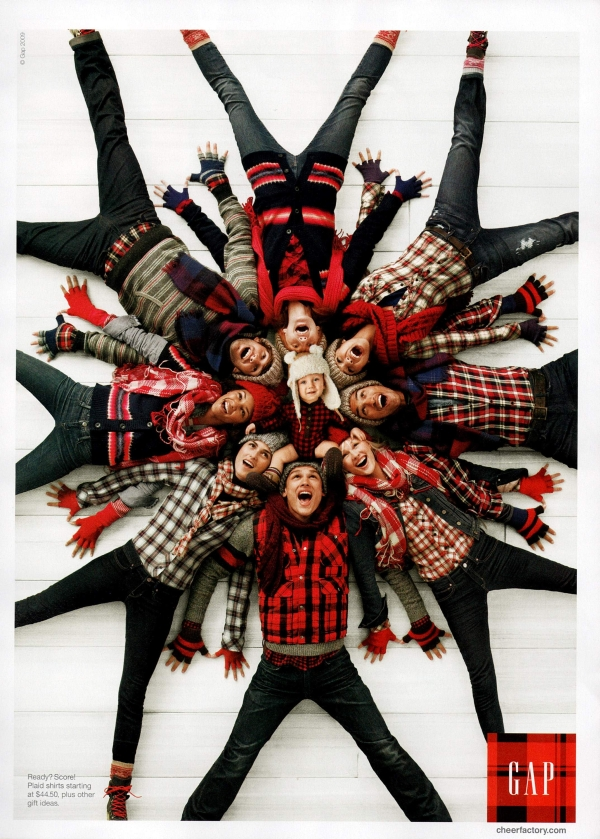 © Gap 2009
Ready? Score!
Plaid shirts starting
at $44.50, plus other
gift ideas.
GAP
cheerfactory.com